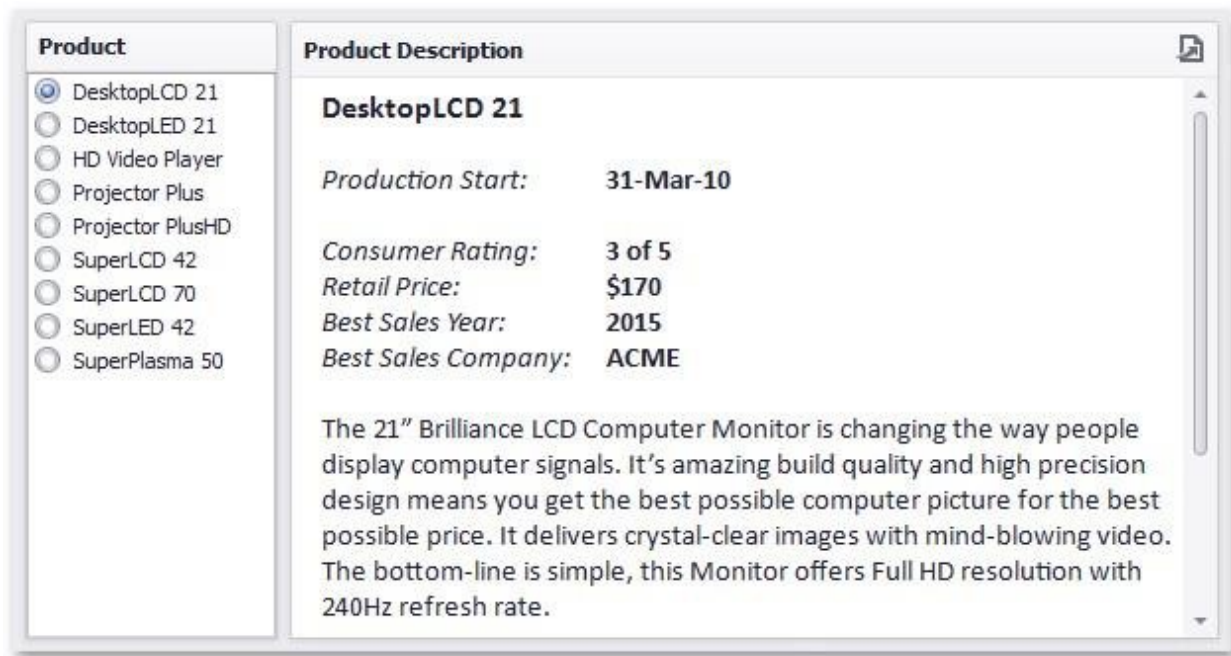 Product
DesktopLCD 21
DesktopLED 21
HD Video Player
Projector Plus
Projector PlusHD
SuperLCD 42
SuperLCD 70
SuperLED 42
SuperPlasma 50
Product Description
DesktopLCD 21
Production Start: 31-Mar-10
Consumer Rating: 3 of 5
Retail Price: $170
Best Sales Year: 2015
Best Sales Company: ACME
The 21” Brilliance LCD Computer Monitor is changing the way people
display computer signals. It’s amazing build quality and high precision
design means you get the best possible computer picture for the best
possible price. It delivers crystal-clear images with mind-blowing video.
The bottom-line is simple, this Monitor offers Full HD resolution with
240Hz refresh rate.